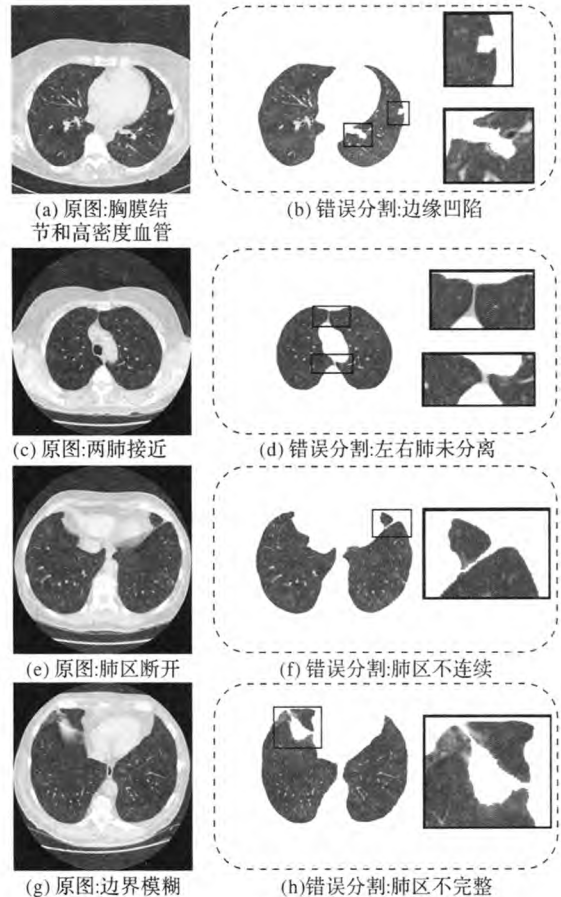 (a) 原图:胸膜结
节和高密度血管
(b) 错误分割:边缘凹陷
(c) 原图:两肺接近
(d) 错误分割:左右肺未分离
(e) 原图:肺区断开
(f) 错误分割:肺区不连续
(g) 原图:边界模糊
(h)错误分割:肺区不完整